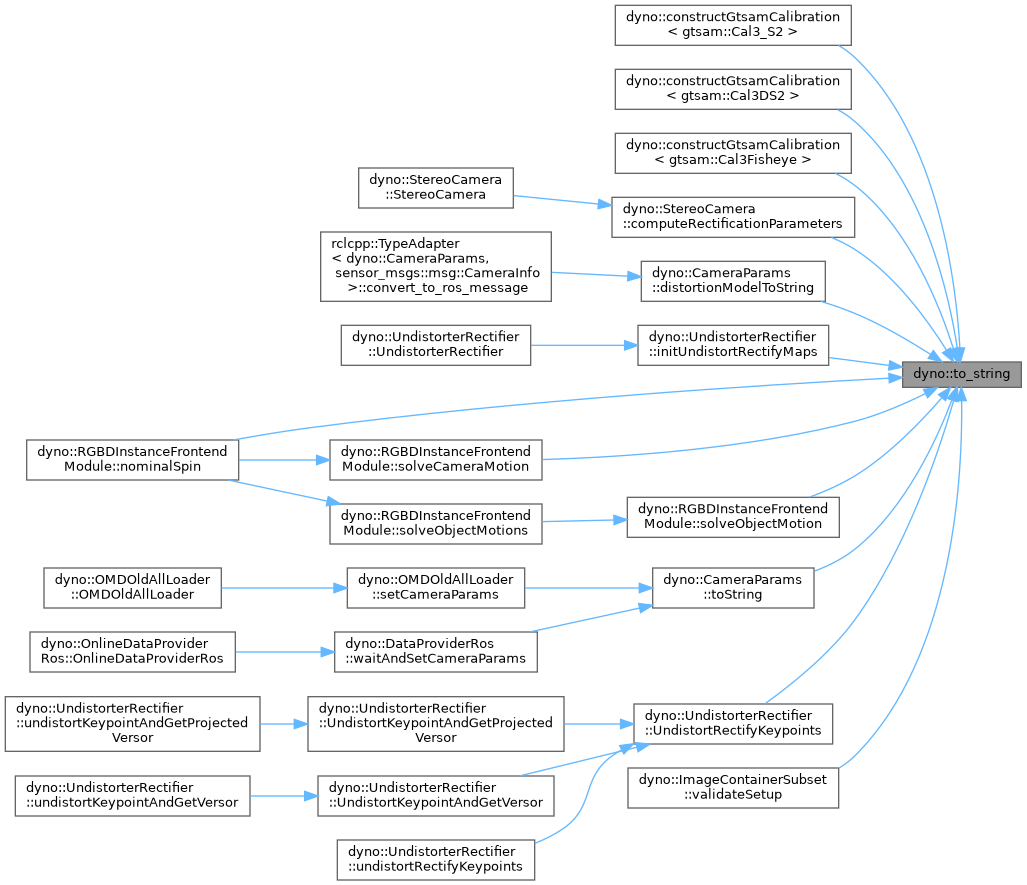 dyno::constructGtsamCalibration
< gtsam::Cal3_S2 >
dyno::constructGtsamCalibration
< gtsam::Cal3DS2 >
dyno::constructGtsamCalibration
< gtsam::Cal3Fisheye >
dyno::StereoCamera
::StereoCamera
dyno::StereoCamera
::computeRectificationParameters
rclcpp::TypeAdapter
< dyno::CameraParams,
sensor_msgs::msg::CameraInfo
>::convert_to_ros_message
dyno::CameraParams
::distortionModelToString
dyno::UndistorterRectifier
::UndistorterRectifier
dyno::UndistorterRectifier
::initUndistortRectifyMaps
dyno::to_string
dyno::RGBDInstanceFrontend
Module::nominalSpin
dyno::RGBDInstanceFrontend
Module::solveCameraMotion
dyno::RGBDInstanceFrontend
Module::solveObjectMotions
dyno::RGBDInstanceFrontend
Module::solveObjectMotion
dyno::OMDOldAllLoader
::OMDOldAllLoader
dyno::OMDOldAllLoader
::setCameraParams
dyno::CameraParams
::toString
dyno::OnlineDataProvider
Ros::OnlineDataProviderRos
dyno::DataProviderRos
::waitAndSetCameraParams
dyno::UndistorterRectifier
::undistortKeypointAndGetProjected
Versor
dyno::UndistorterRectifier
::UndistortKeypointAndGetProjected
Versor
dyno::UndistorterRectifier
::UndistortRectifyKeypoints
dyno::UndistorterRectifier
::undistortKeypointAndGetVersor
dyno::UndistorterRectifier
::UndistortKeypointAndGetVersor
dyno::ImageContainerSubset
::validateSetup
dyno::UndistorterRectifier
::undistortRectifyKeypoints